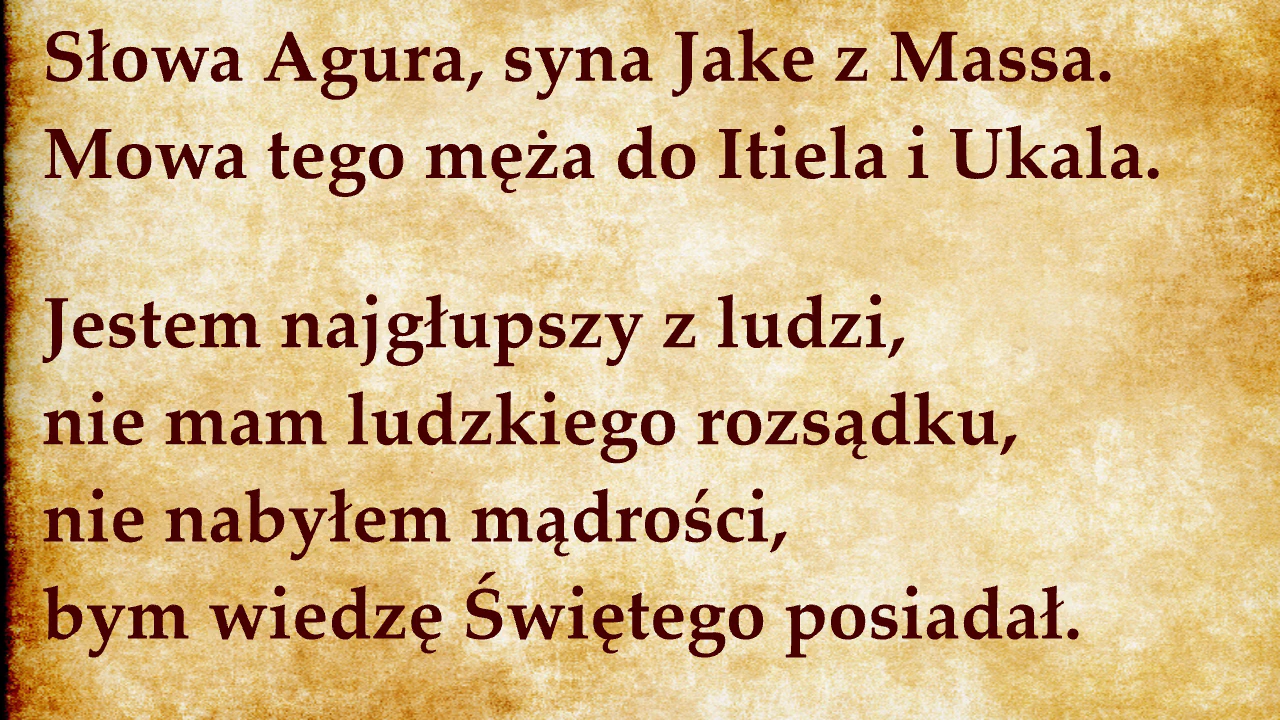 Słowa Agura, syna Jake z Massa.
Mowa tego męża do Itiela i Ukala.
Jestem najgłupszy z ludzi,
nie mam ludzkiego rozsądku,
nie nabyłem mądrości,
bym wiedzę Świętego posiadał.